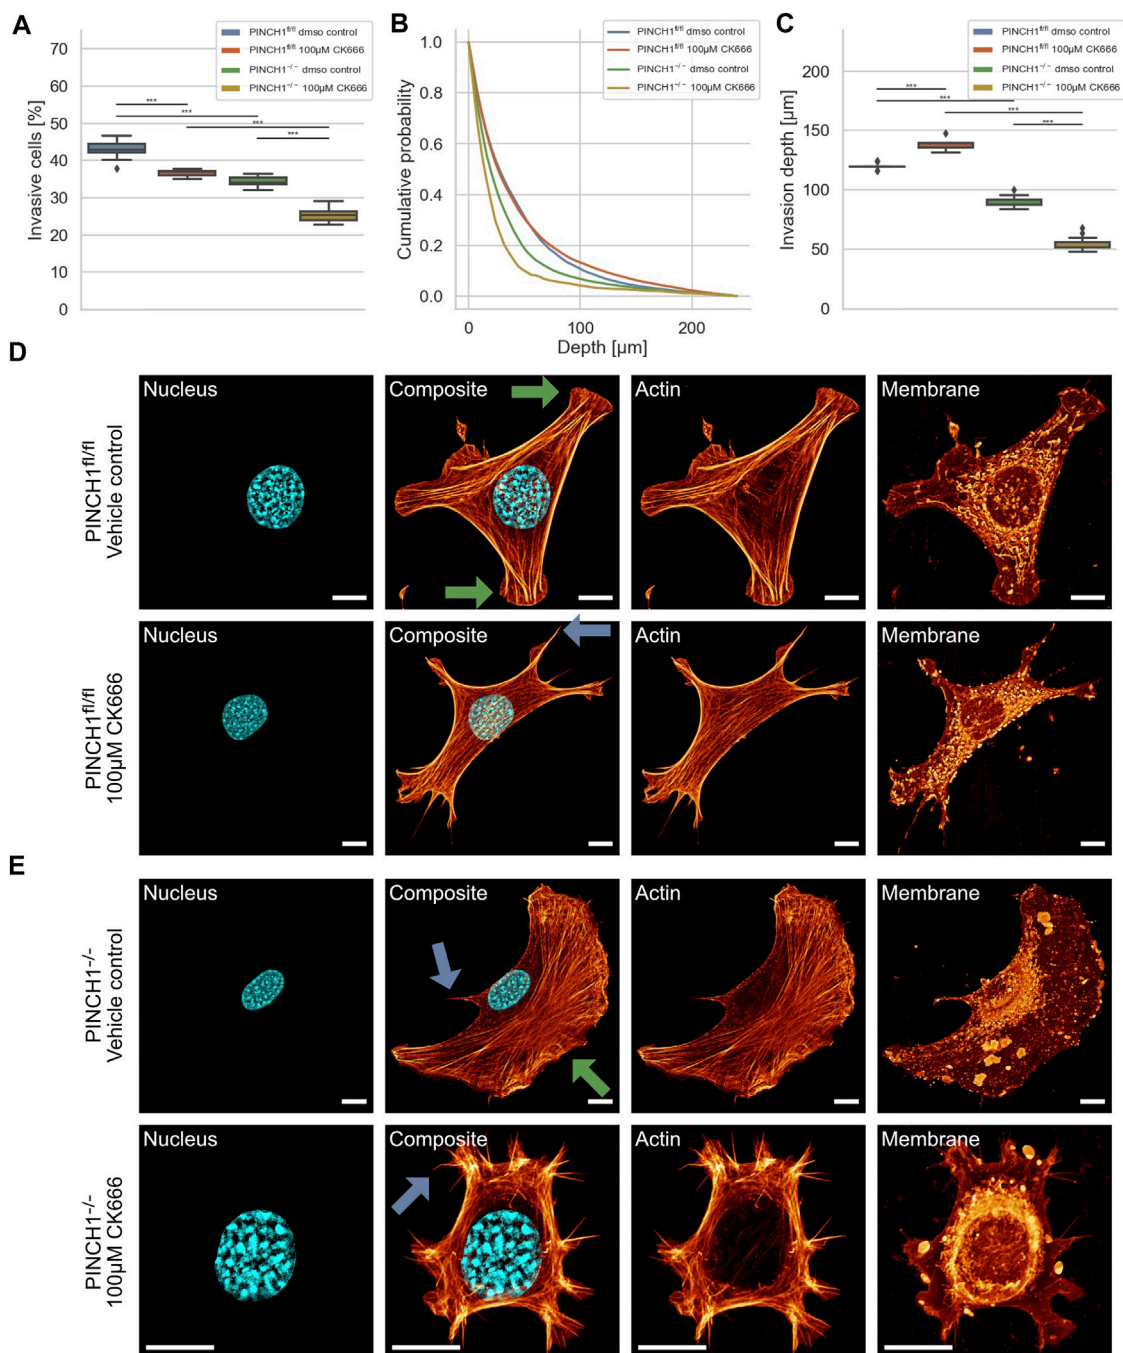 A
PINCH1fl/fl dmso control
PINCH1fl/fl 100µM CK666
PINCH1−/− dmso control
PINCH1−/− 100µM CK666
Invasive cells [%]
70
60
50
40
30
20
10
0
***
***
***
***
B
PINCH1fl/fl dmso control
PINCH1fl/fl 100µM CK666
PINCH1−/− dmso control
PINCH1−/− 100µM CK666
Cumulative probability
1.0
0.8
0.6
0.4
0.2
0.0
0 100 200
Depth [µm]
C
PINCH1fl/fl dmso control
PINCH1fl/fl 100µM CK666
PINCH1−/− dmso control
PINCH1−/− 100µM CK666
Invasion depth [µm]
200
150
100
50
0
***
***
***
***
D
PINCH1fl/fl
Vehicle control
Nucleus Composite Actin Membrane
PINCH1fl/fl
100µM CK666
Nucleus Composite Actin Membrane
E
PINCH1-/-
Vehicle control
Nucleus Composite Actin Membrane
PINCH1-/-
100µM CK666
Nucleus Composite Actin Membrane